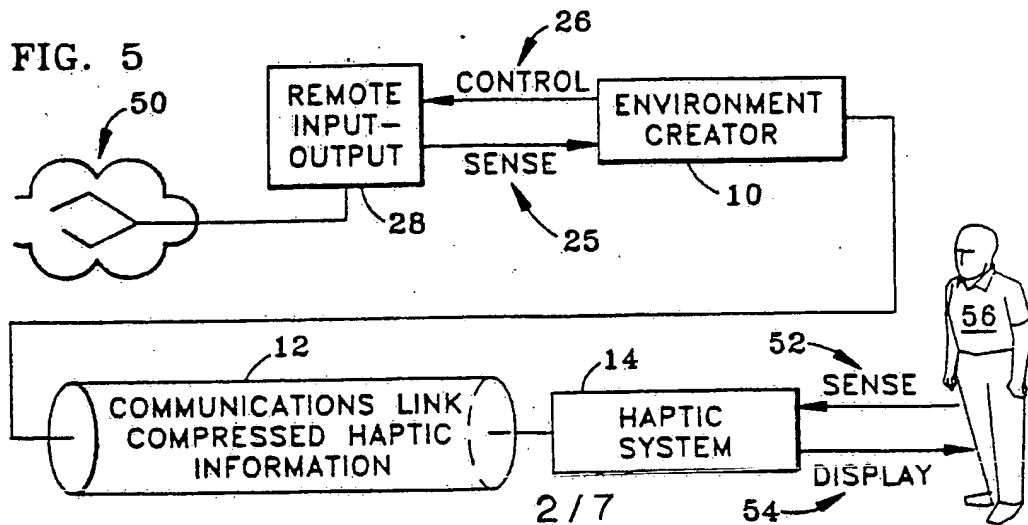 FIG. 5
50
26
REMOTE
INPUT-
OUTPUT
CONTROL
SENSE
ENVIRONMENT
CREATOR
28
25
10
12
COMMUNICATIONS LINK
COMPRESSED HAPTIC
INFORMATION
14
HAPTIC
SYSTEM
52
SENSE
DISPLAY
54
56
2/7